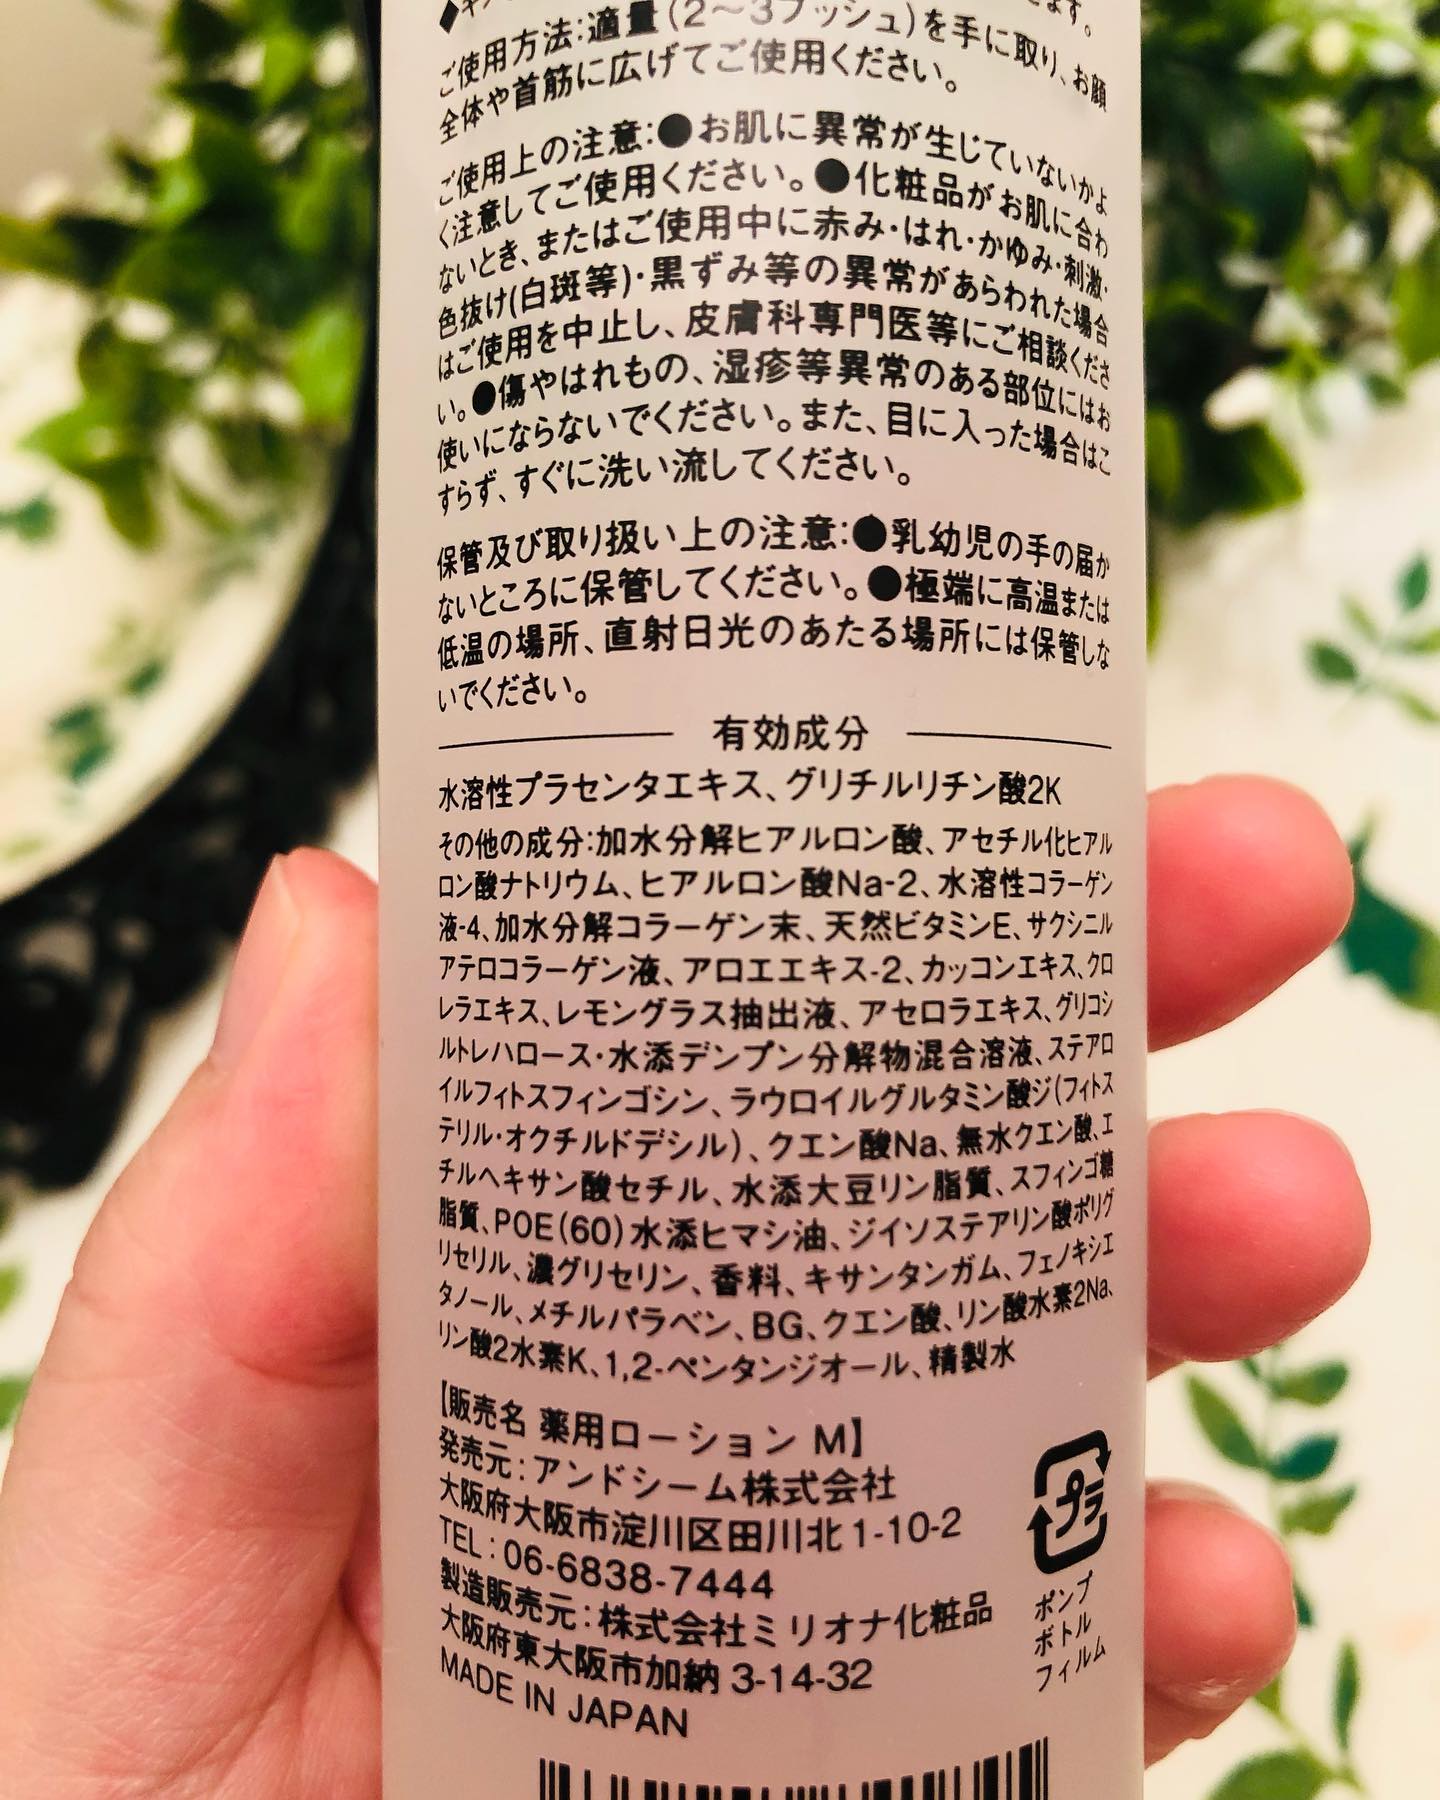 ご使用方法:適量(2〜3プッシュ)を手に取り、お顔
全体や首筋に広げてご使用ください。
ご使用上の注意:●お肌に異常が生じていないかよ
く注意してご使用ください。●化粧品がお肌に合わ
ないとき、またはご使用中に赤み・はれ・かゆみ・刺激・
色抜け(白斑等)・黒ずみ等の異常があらわれた場合
はご使用を中止し、皮膚科専門医等にご相談くださ
い。●傷やはれもの、湿疹等異常のある部位にはお
使いにならないでください。また、目に入った場合はこ
すらず、すぐに洗い流してください。
保管及び取り扱い上の注意:●乳幼児の手の届か
ないところに保管してください。●極端に高温または
低温の場所、直射日光のあたる場所には保管しな
いでください。
有効成分
水溶性プラセンタエキス、グリチルリチン酸2K
その他の成分:加水分解ヒアルロン酸、アセチル化ヒアル
ロン酸ナトリウム、ヒアルロン酸Na-2、水溶性コラーゲン
液-4、加水分解コラーゲン末、天然ビタミンE、サクシニル
アテロコラーゲン液、アロエエキス-2、カッコンエキス、クロ
レラエキス、レモングラス抽出液、アセロラエキス、グリコシ
ルトレハロース・水添デンプン分解物混合溶液、ステアロ
イルフィトスフィンゴシン、ラウロイルグルタミン酸ジ(フィトス
テリル・オクチルドデシル)、クエン酸Na、無水クエン酸、エ
チルヘキサン酸セチル、水添大豆リン脂質、スフィンゴ糖
脂質、POE(60)水添ヒマシ油、ジイソステアリン酸ポリグ
リセリル、濃グリセリン、香料、キサンタンガム、フェノキシエ
タノール、メチルパラベン、BG、クエン酸、リン酸水素2Na、
リン酸2水素K、1,2-ペンタンジオール、精製水
【販売名 薬用ローション M】
発売元:アンドシーム株式会社
大阪府大阪市淀川区田川北1-10-2
TEL:06-6838-7444
製造販売元:株式会社ミリオナ化粧品
大阪府東大阪市加納 3-14-32
MADE IN JAPAN
プラ
ポンプ
ボトル
フィルム